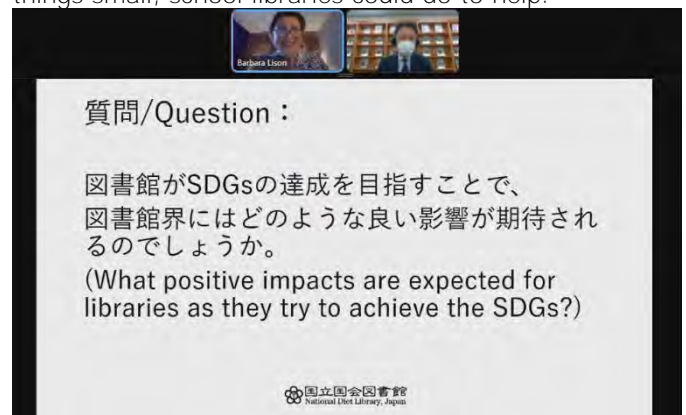 things small, school libraries could do to help.
Barbara Lison
質問/Question：
図書館がSDGsの達成を目指すことで、
図書館界にはどのような良い影響が期待され
るのでしょうか。
(What positive impacts are expected for
libraries as they try to achieve the SDGs?)
国立国会図書館
National Diet Library, Japan